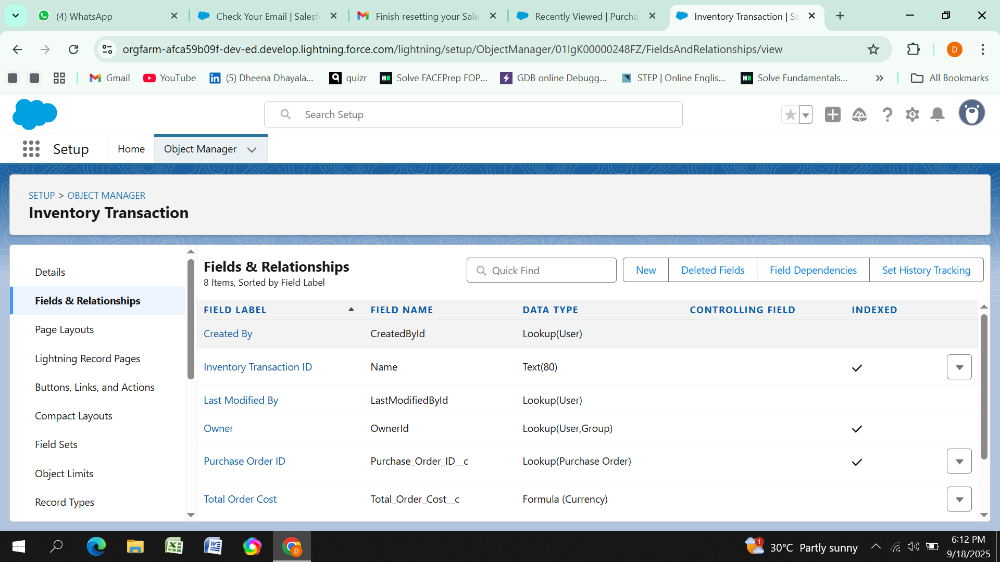 (4) WhatsApp
Check Your Email | Salesfo
Finish resetting your Sale
Recently Viewed | Purcha
Inventory Transaction | Sa
orgfarm-afca59b09f-dev-ed.develop.lightning.force.com/lightning/setup/ObjectManager/01IgK00000248FZ/FieldsAndRelationships/view
D
Gmail
YouTube
(5) Dheena Dhayala...
quizr
Solve FACEPrep FOP...
GDB online Debugg...
STEP | Online Englis...
Solve Fundamentals...
All Bookmarks
Search Setup
Setup
Home
Object Manager
SETUP > OBJECT MANAGER
Inventory Transaction
Details
Fields & Relationships
Page Layouts
Lightning Record Pages
Buttons, Links, and Actions
Compact Layouts
Field Sets
Object Limits
Record Types
Fields & Relationships
8 Items, Sorted by Field Label
Quick Find
New
Deleted Fields
Field Dependencies
Set History Tracking
FIELD LABEL FIELD NAME DATA TYPE CONTROLLING FIELD INDEXED
Created By CreatedById Lookup(User)
Inventory Transaction ID Name Text(80)
Last Modified By LastModifiedById Lookup(User)
Owner OwnerId Lookup(User,Group)
Purchase Order ID Purchase_Order_ID__c Lookup(Purchase Order)
Total Order Cost Total_Order_Cost__c Formula (Currency)
D
1
30°C Partly sunny
6:12 PM
9/18/2025